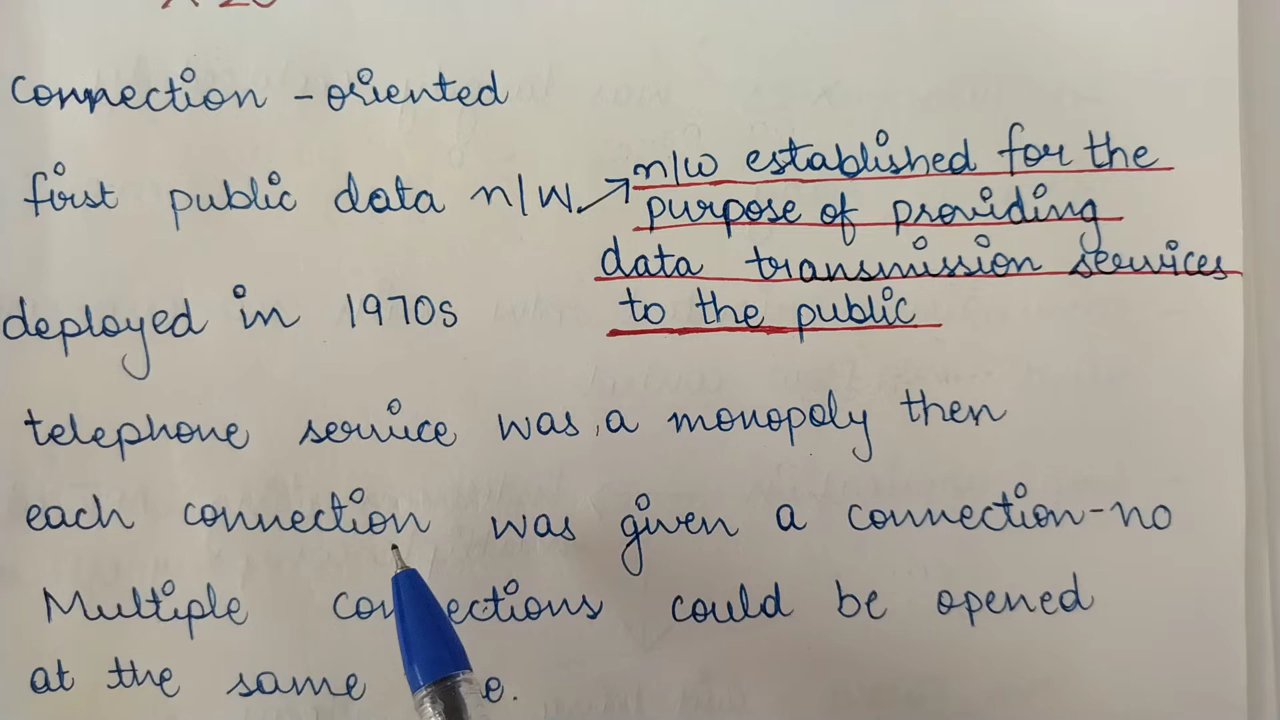 connection - oriented
first public data n/w → n/w established for the
purpose of providing
data transmission services
to the public
deployed in 1970s
telephone service was a monopoly then
each connection was given a connection-no
Multiple could be opened
at the same